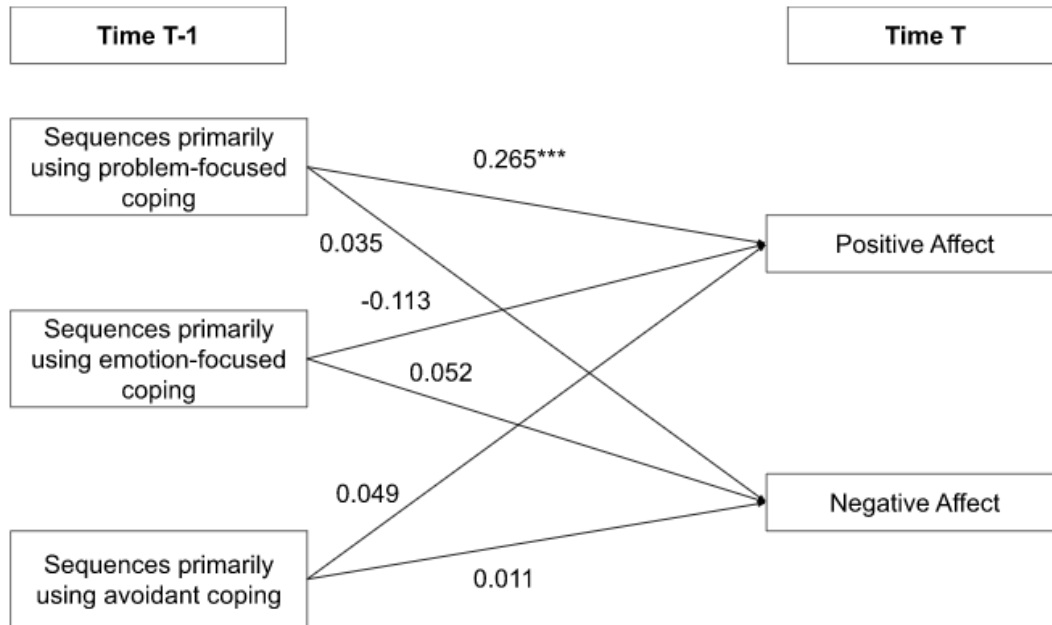 Time T-1
Time T
Sequences primarily
using problem-focused
coping
0.265***
0.035
Positive Affect
-0.113
Sequences primarily
using emotion-focused
coping
0.052
0.049
Negative Affect
Sequences primarily
using avoidant coping
0.011